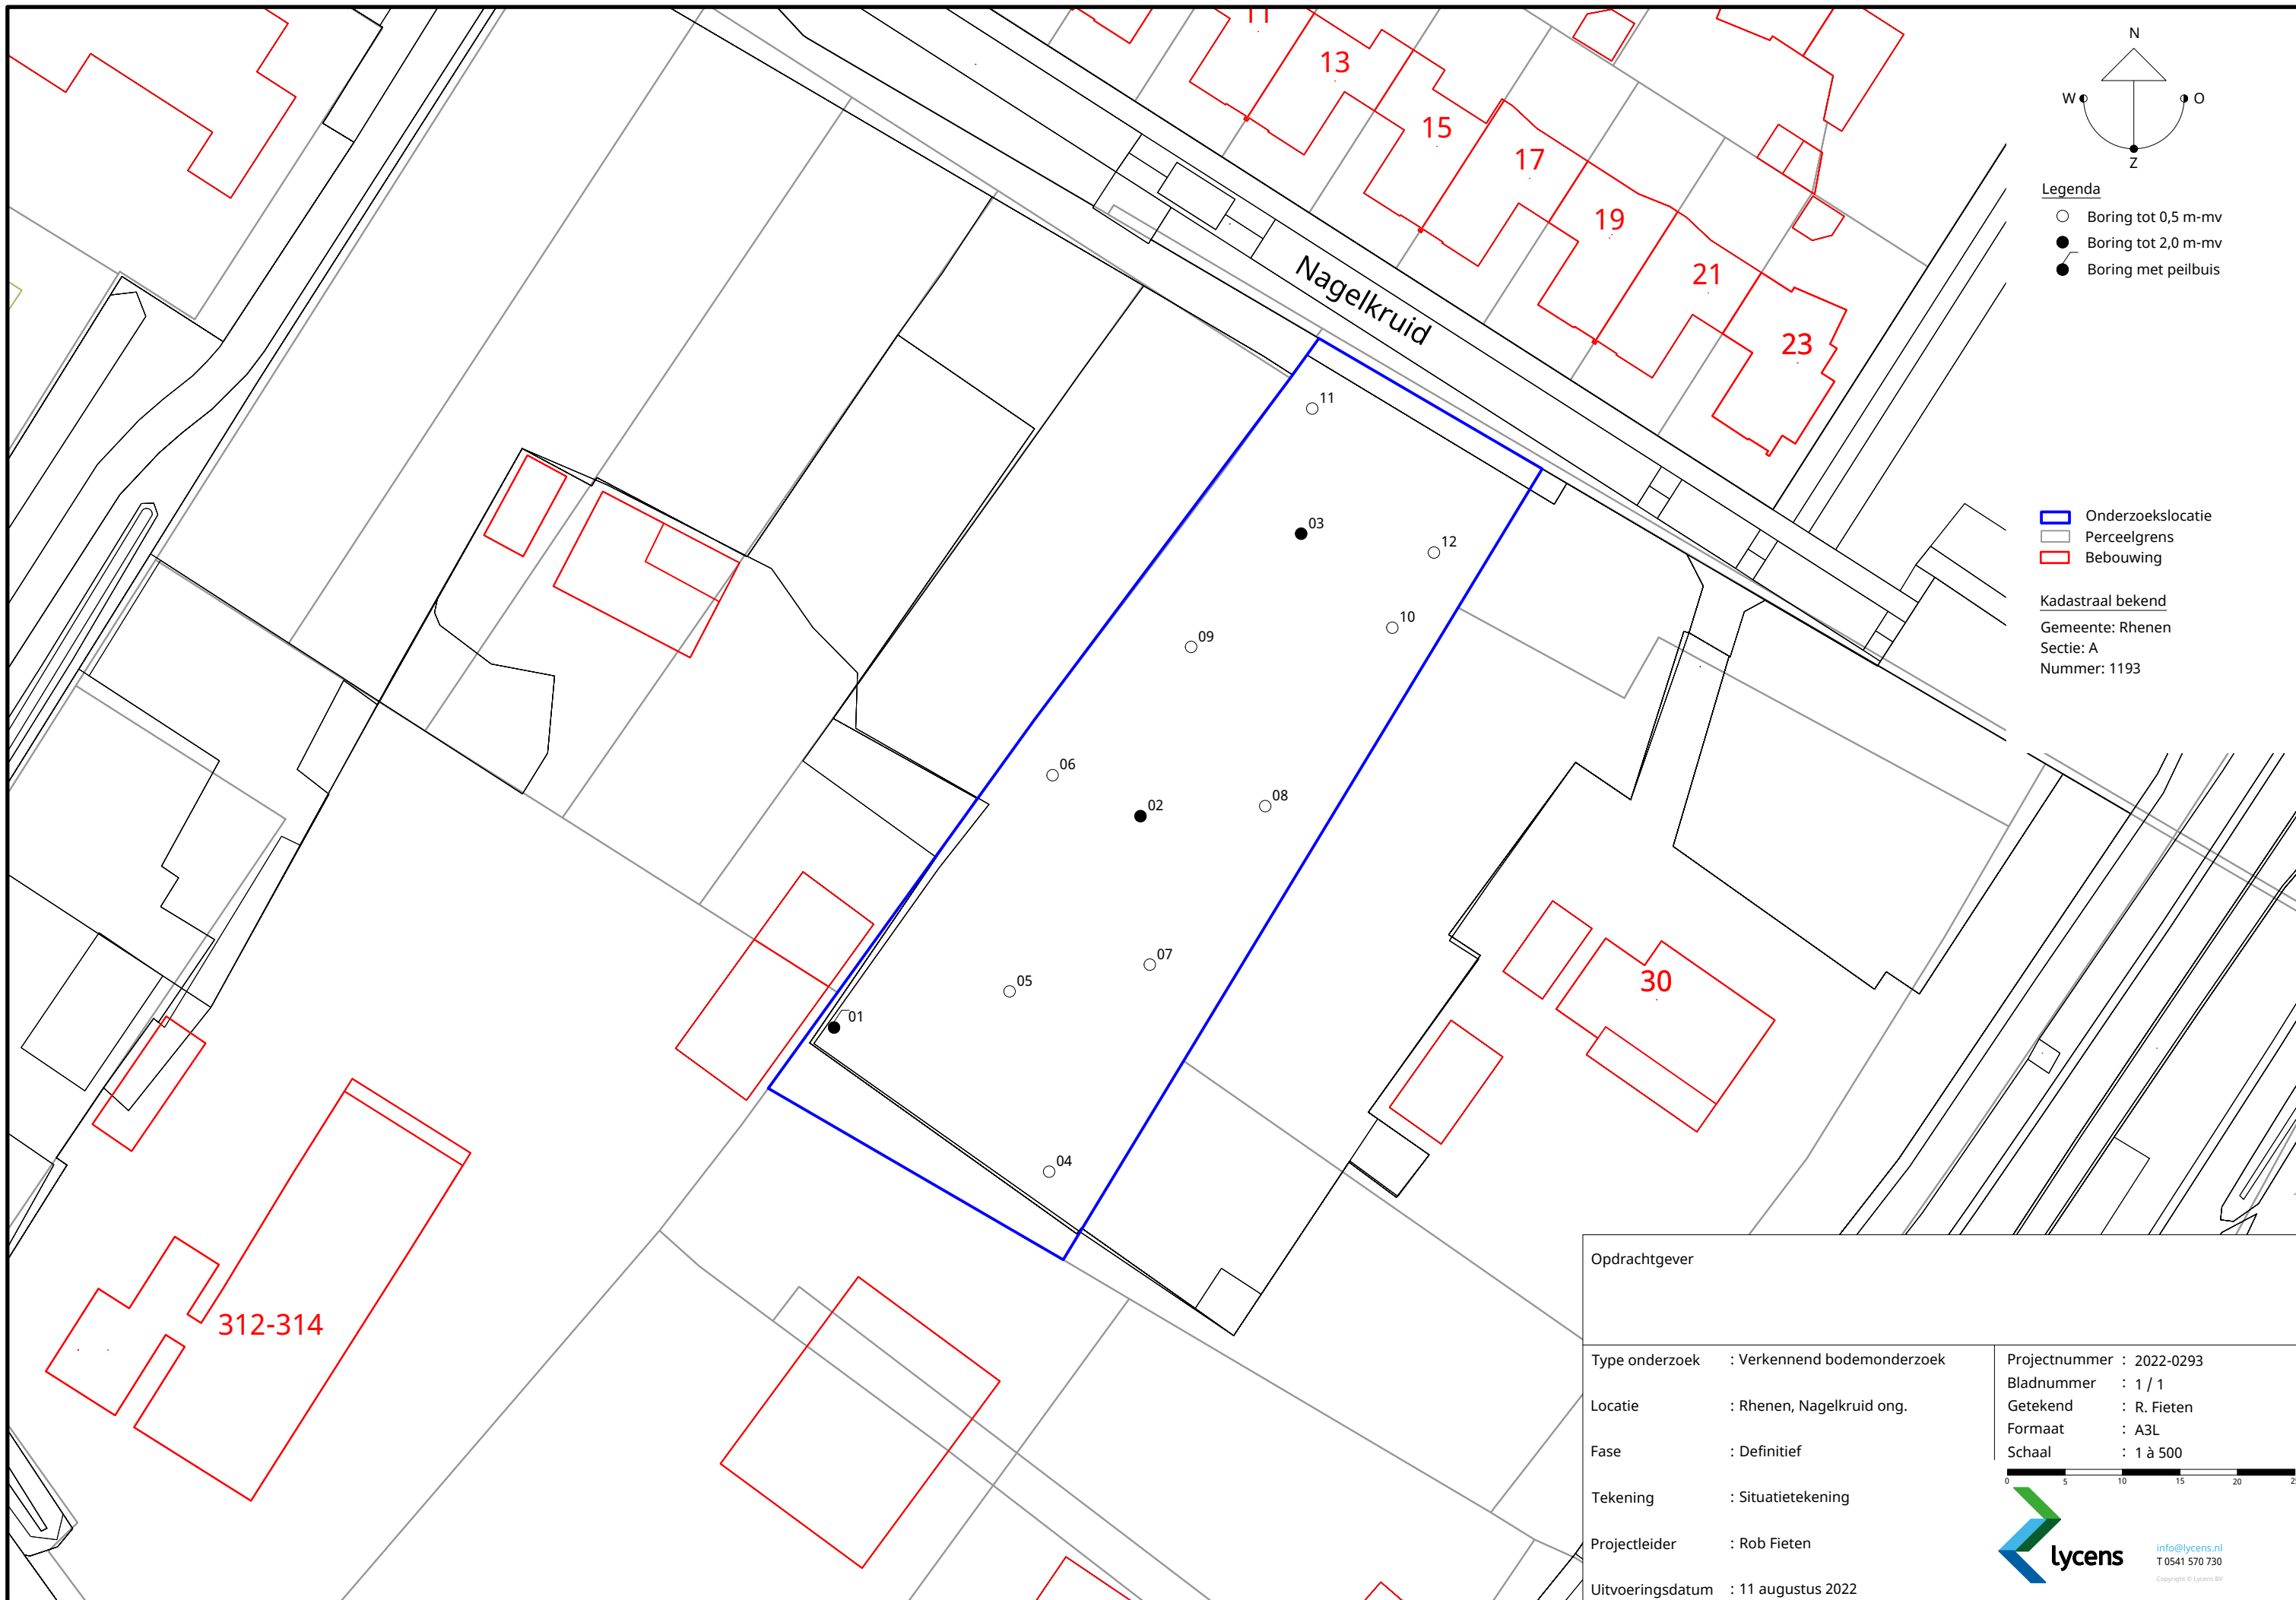 11
13
15
17
19
21
23
Nagelkruid
N
W
O
Z
Legenda
Boring tot 0,5 m-mv
Boring tot 2,0 m-mv
Boring met peilbuis
Onderzoekslocatie
Perceelgrens
Bebouwing
Kadastraal bekend
Gemeente: Rhenen
Sectie: A
Nummer: 1193
11
03
12
10
09
06
02
08
07
05
01
04
30
312-314
Opdrachtgever
Type onderzoek : Verkennend bodemonderzoek
Locatie : Rhenen, Nagelkruid ong.
Fase : Definitief
Tekening : Situatietekening
Projectleider : Rob Fieten
Uitvoeringsdatum : 11 augustus 2022
Projectnummer : 2022-0293
Bladnummer : 1 / 1
Getekend : R. Fieten
Formaat : A3L
Schaal : 1 à 500
0 5 10 15 20
lycens
info@lycens.nl
T 0541 570 730
Copyright © Lycens BV